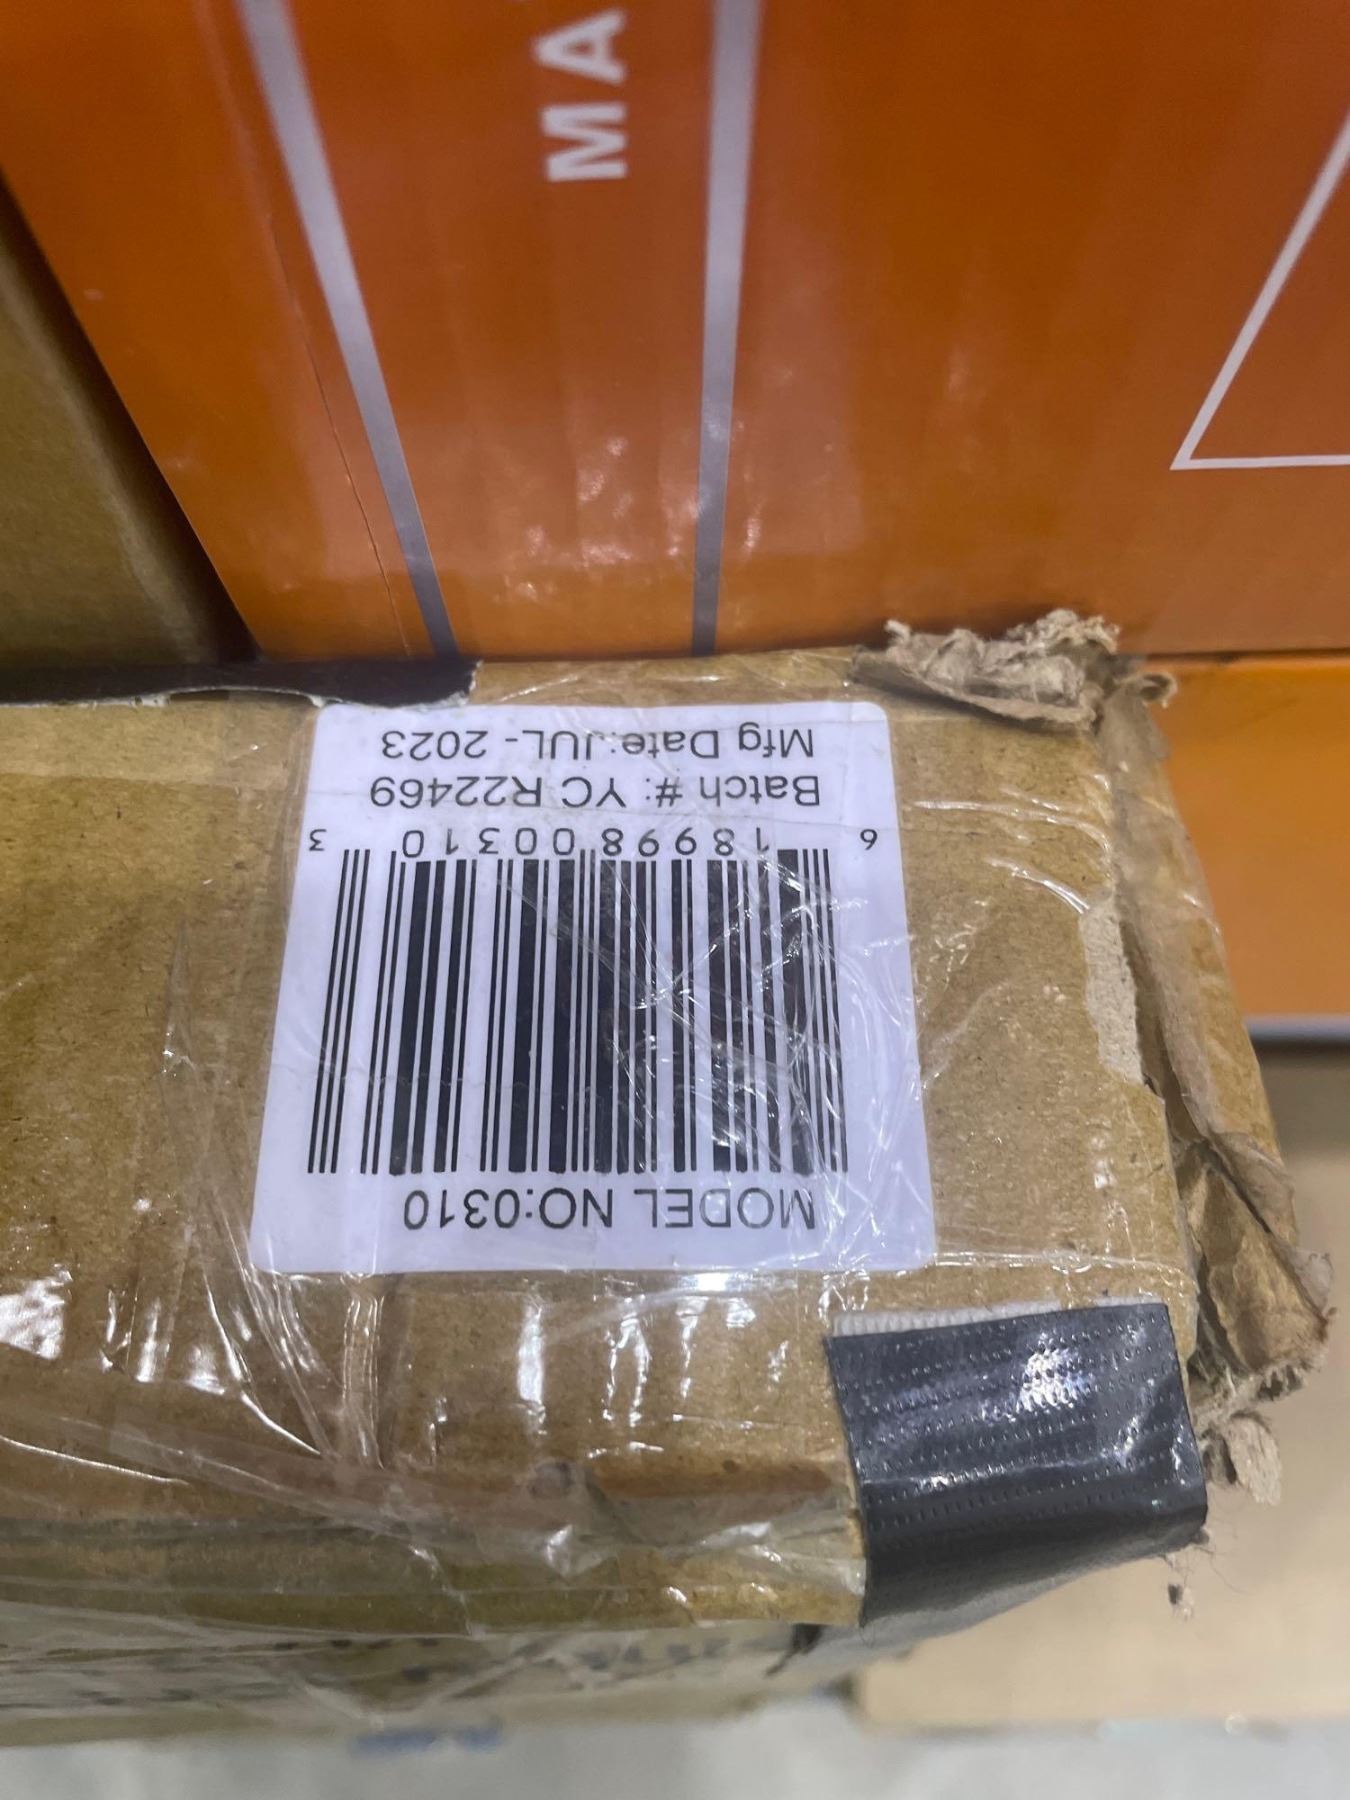 MA
MODEL NO:0310
6 18998 00310 3
Batch #: YC R22469
Mfg Date:JUL - 2023